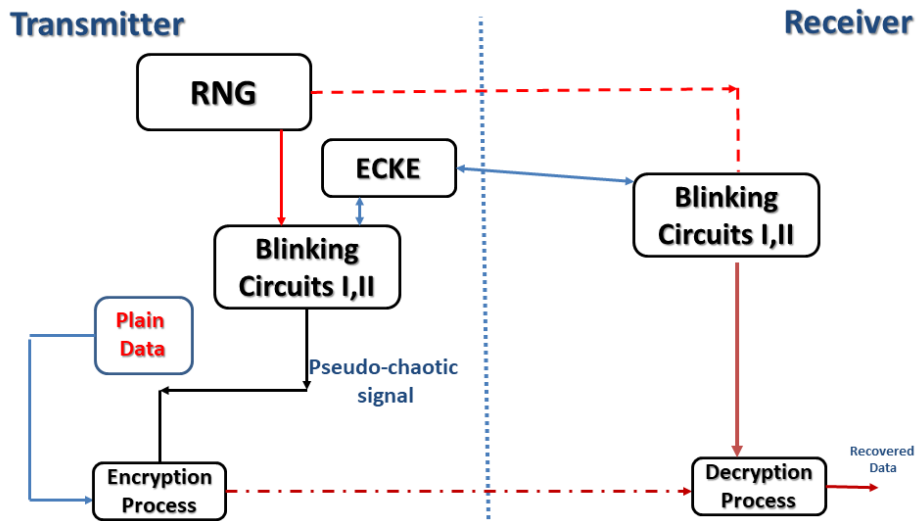 Transmitter
Receiver
RNG
ECKE
Blinking
Circuits I,II
Blinking
Circuits I,II
Plain
Data
Pseudo-chaotic
signal
Encryption
Process
Decryption
Process
Recovered
Data